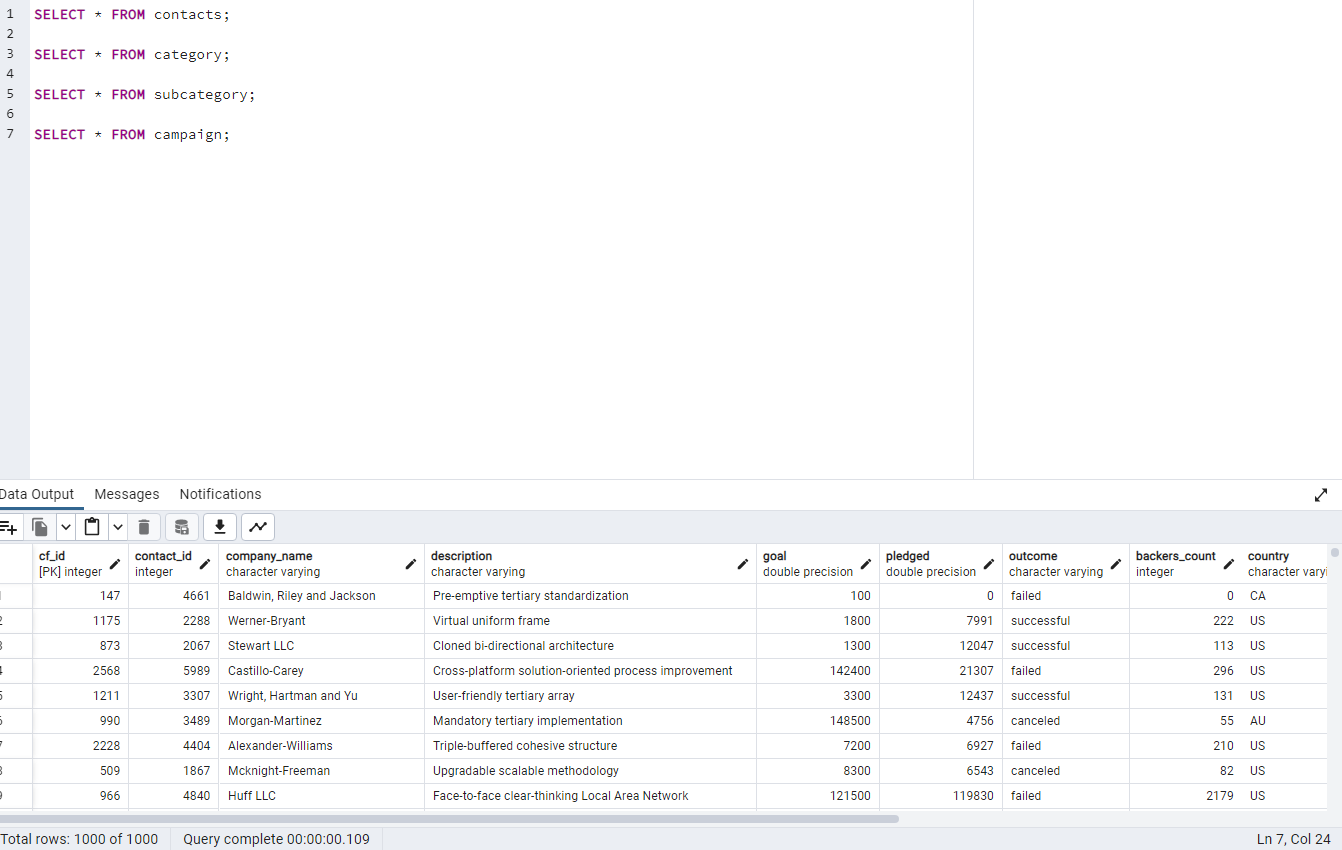 1 SELECT * FROM contacts;
2
3 SELECT * FROM category;
4
5 SELECT * FROM subcategory;
6
7 SELECT * FROM campaign;
Data Output Messages Notifications
cf_id contact_id company_name description goal pledged outcome backers_count country
[PK] integer integer character varying character varying double precision double precision character varying integer character varyi
1 147 4661 Baldwin, Riley and Jackson Pre-emptive tertiary standardization 100 0 failed 0 CA
2 1175 2288 Werner-Bryant Virtual uniform frame 1800 7991 successful 222 US
3 873 2067 Stewart LLC Cloned bi-directional architecture 1300 12047 successful 113 US
4 2568 5989 Castillo-Carey Cross-platform solution-oriented process improvement 142400 21307 failed 296 US
5 1211 3307 Wright, Hartman and Yu User-friendly tertiary array 3300 12437 successful 131 US
6 990 3489 Morgan-Martinez Mandatory tertiary implementation 148500 4756 canceled 55 AU
7 2228 4404 Alexander-Williams Triple-buffered cohesive structure 7200 6927 failed 210 US
8 509 1867 Mcknight-Freeman Upgradable scalable methodology 8300 6543 canceled 82 US
9 966 4840 Huff LLC Face-to-face clear-thinking Local Area Network 121500 119830 failed 2179 US
Total rows: 1000 of 1000 Query complete 00:00:00.109 Ln 7, Col 24